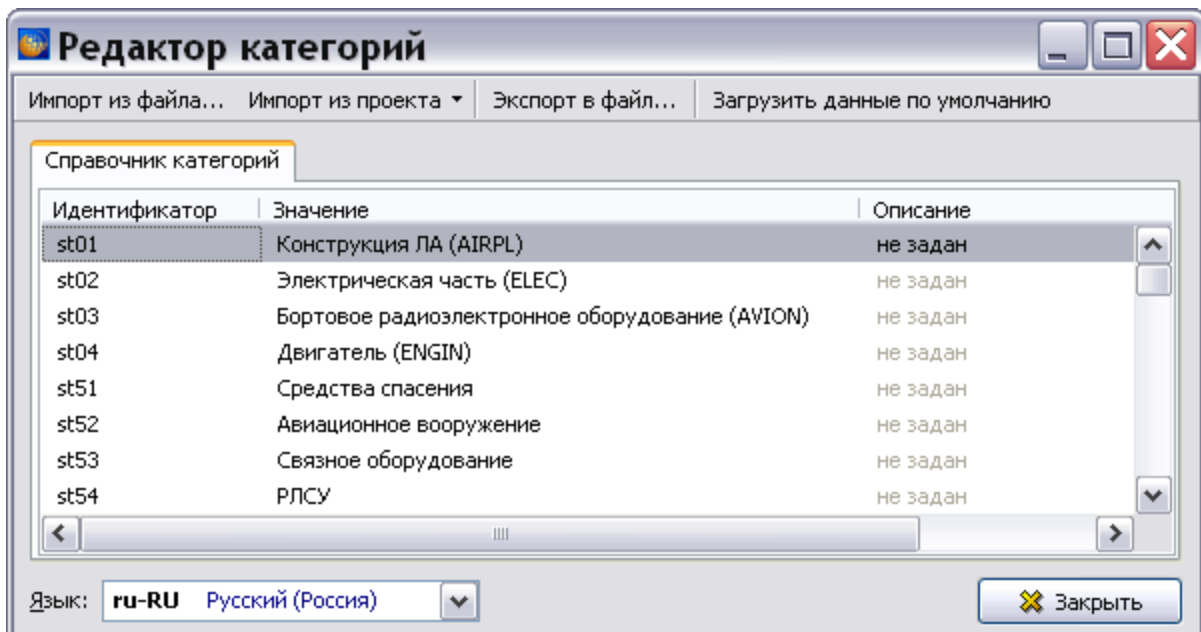 Редактор категорий
Импорт из файла... Импорт из проекта Экспорт в файл... Загрузить данные по умолчанию
Справочник категорий
Идентификатор Значение Описание
st01 Конструкция ЛА (AIRPL) не задан
st02 Электрическая часть (ELEC) не задан
st03 Бортовое радиоэлектронное оборудование (AVION) не задан
st04 Двигатель (ENGIN) не задан
st51 Средства спасения не задан
st52 Авиационное вооружение не задан
st53 Связное оборудование не задан
st54 РЛСУ не задан
Язык: ru-RU Русский (Россия) Закрыть